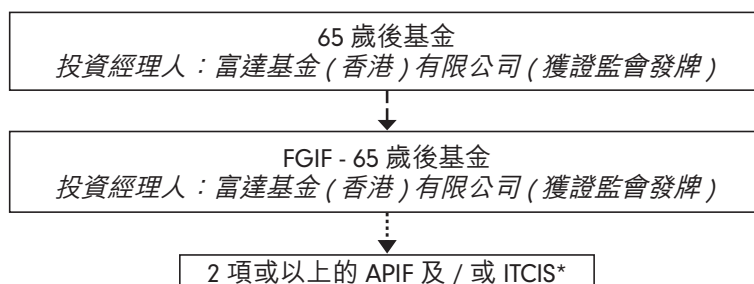 65 歲後基金
投資經理人：富達基金 ( 香港 ) 有限公司 ( 獲證監會發牌 )
FGIF - 65 歲後基金
投資經理人：富達基金 ( 香港 ) 有限公司 ( 獲證監會發牌 )
2 項或以上的 APIF 及 / 或 ITCIS*